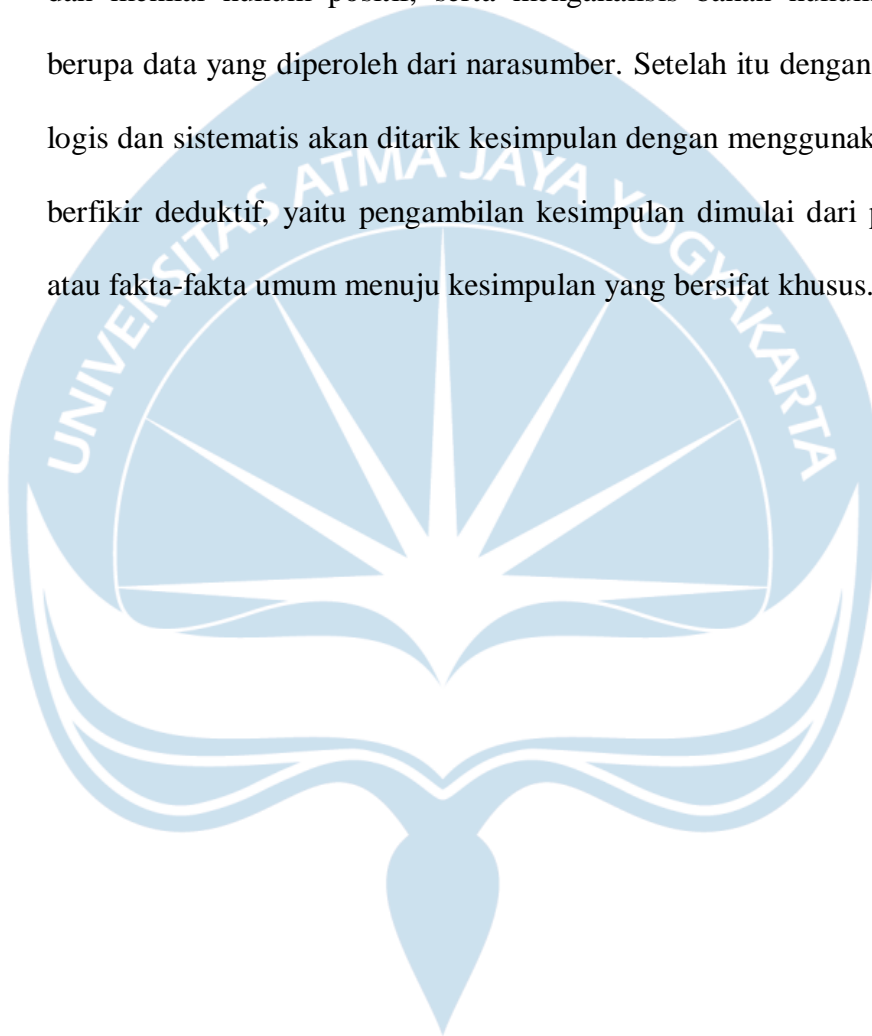 berupa data yang diperoleh dari narasumber. Setelah itu dengan
logis dan sistematis akan ditarik kesimpulan dengan menggunak
berfikir deduktif, yaitu pengambilan kesimpulan dimulai dari p
atau fakta-fakta umum menuju kesimpulan yang bersifat khusus.
UNIVERSITAS ATMA JAYA YOGYAKARTA